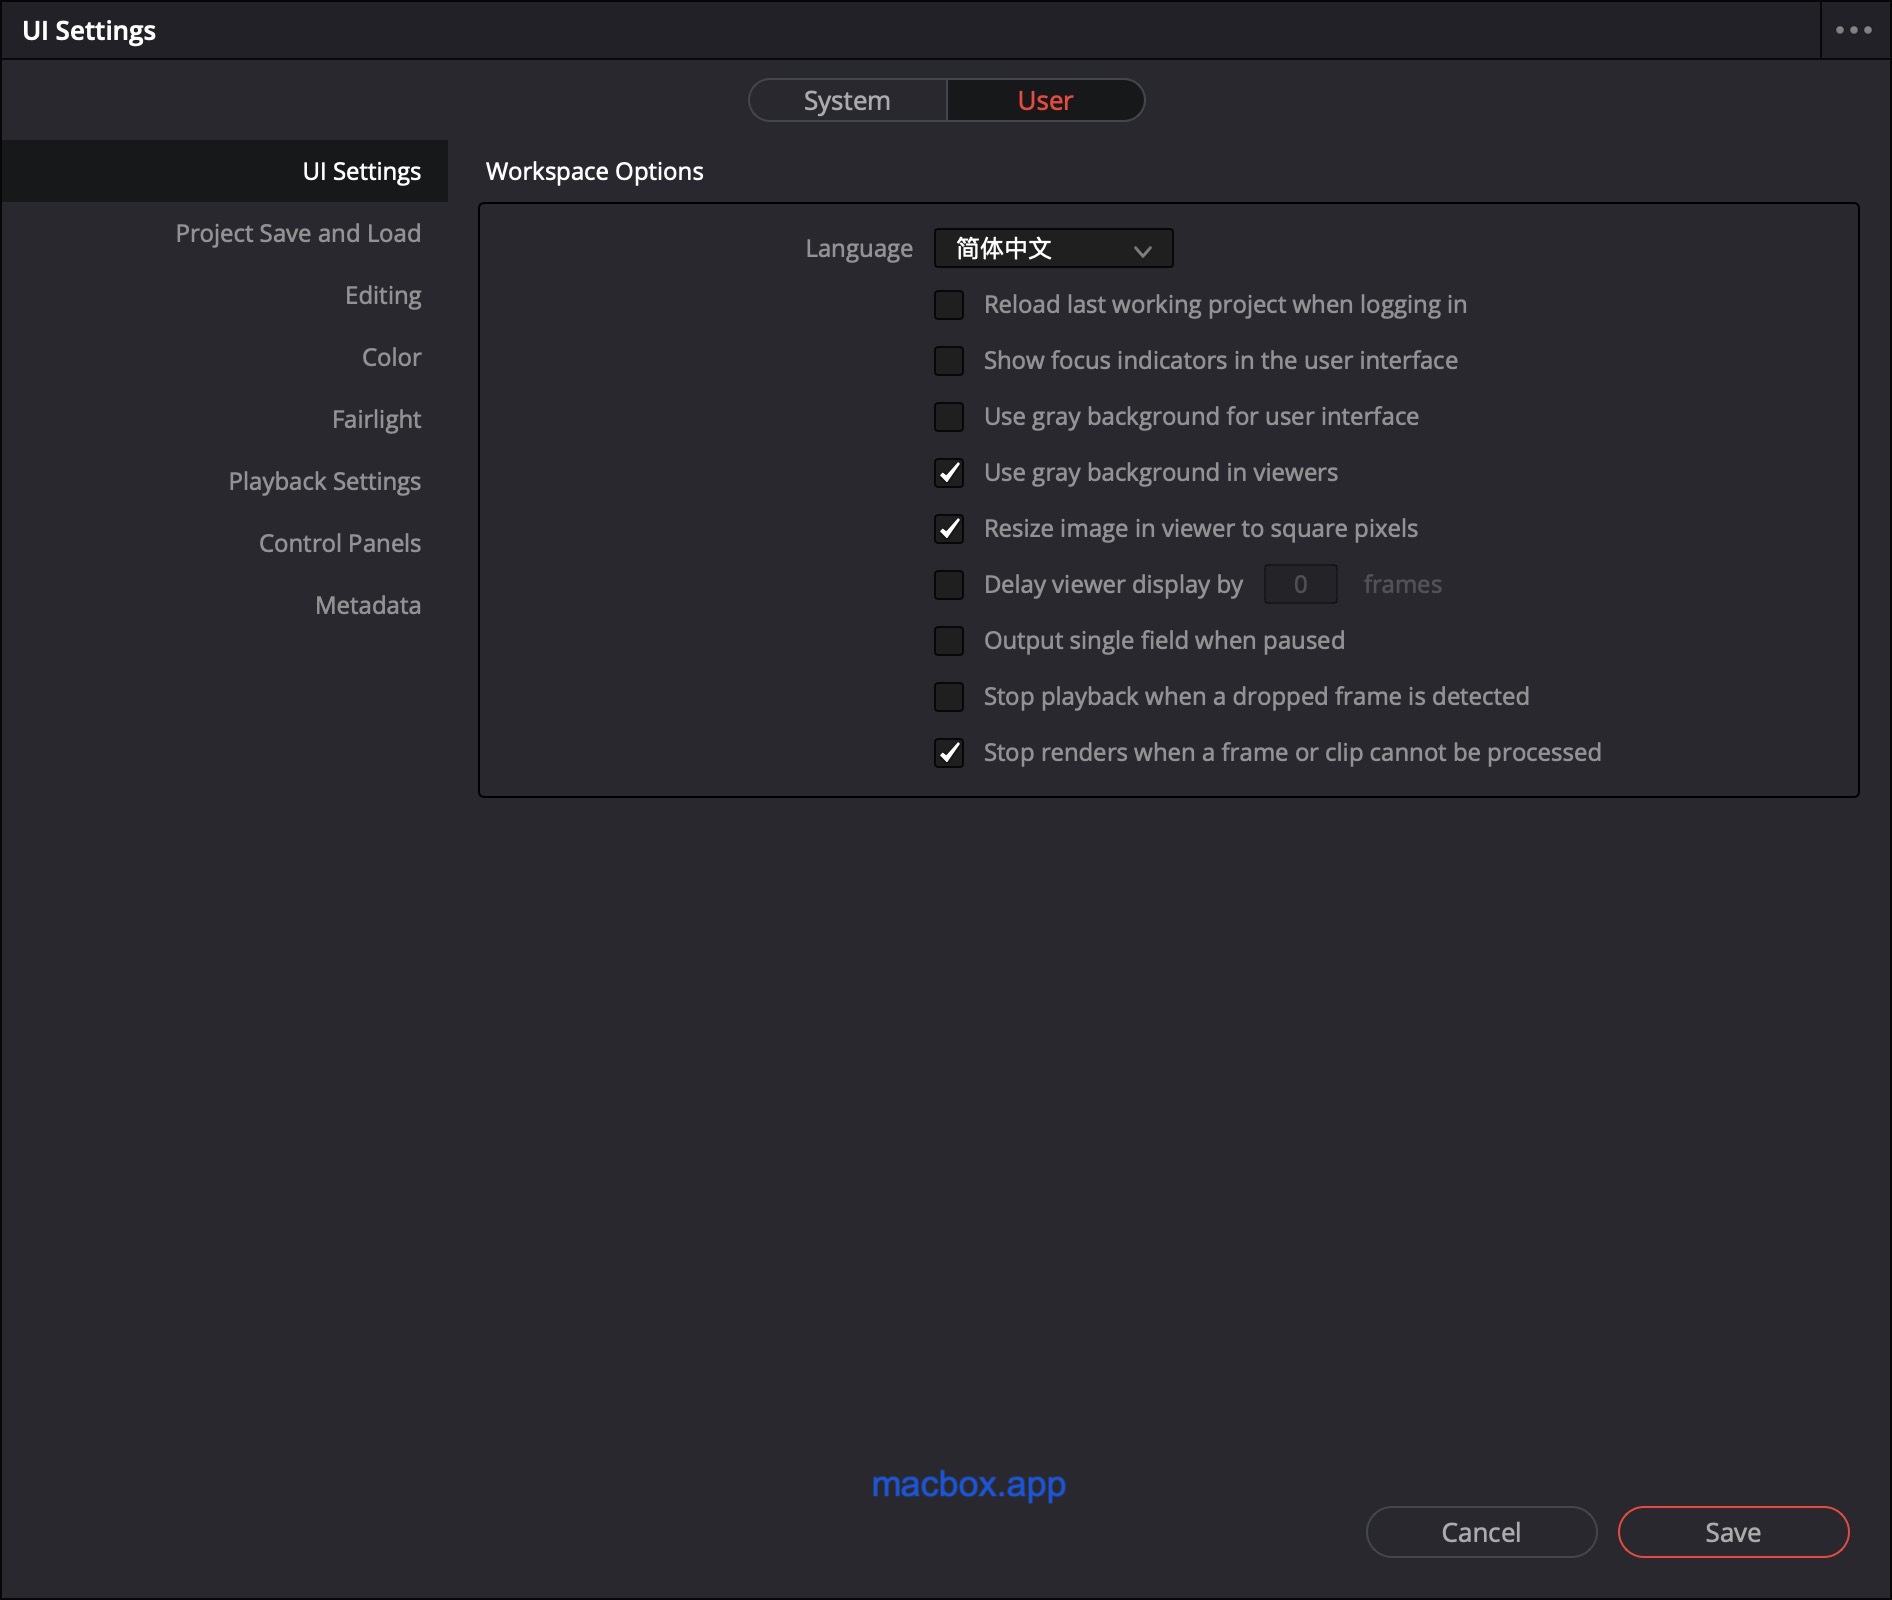 UI Settings
System
User
UI Settings
Project Save and Load
Editing
Color
Fairlight
Playback Settings
Control Panels
Metadata
Workspace Options
Language 简体中文
Reload last working project when logging in
Show focus indicators in the user interface
Use gray background for user interface
Use gray background in viewers
Resize image in viewer to square pixels
Delay viewer display by 0 frames
Output single field when paused
Stop playback when a dropped frame is detected
Stop renders when a frame or clip cannot be processed
macbox.app
Cancel
Save